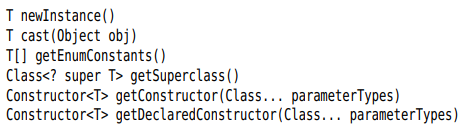 T newInstance()
T cast(Object obj)
T[] getEnumConstants()
Class<? super T> getSuperclass()
Constructor<T> getConstructor(Class... parameterTypes)
Constructor<T> getDeclaredConstructor(Class... parameterTypes)